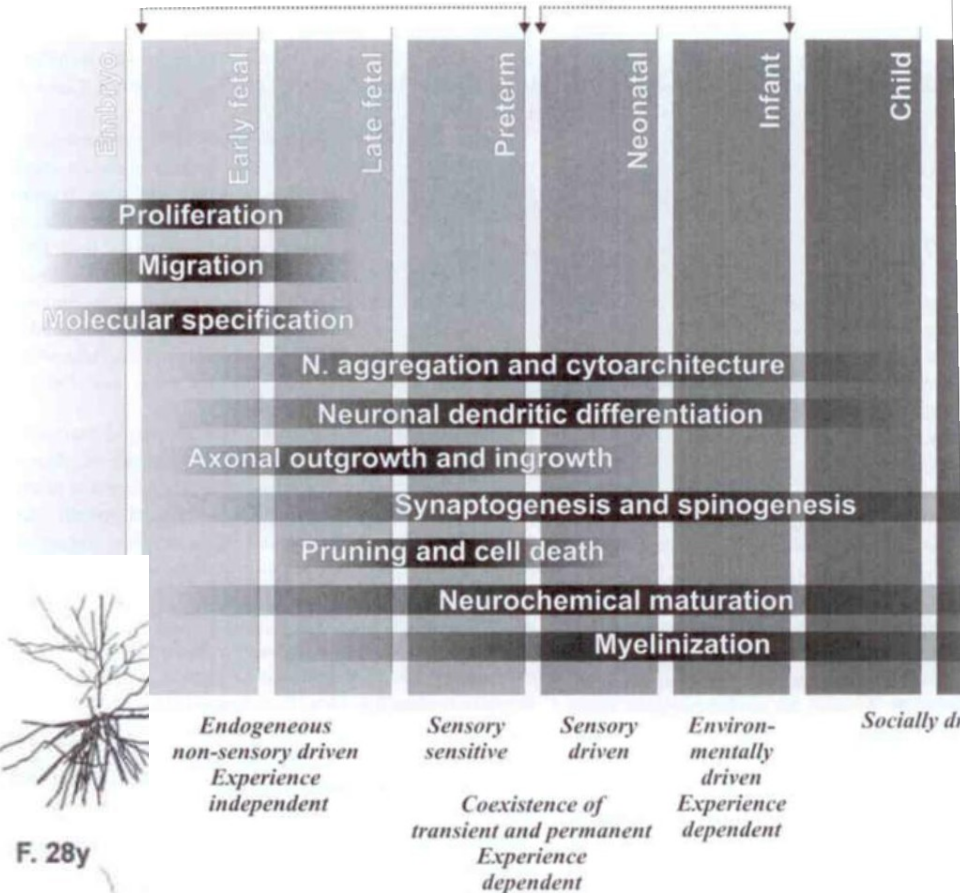 Embryo
Early fetal
Late fetal
Preterm
Neonatal
Infant
Child
Proliferation
Migration
Molecular specification
N. aggregation and cytoarchitecture
Neuronal dendritic differentiation
Axonal outgrowth and ingrowth
Synaptogenesis and spinogenesis
Pruning and cell death
Neurochemical maturation
Myelinization
Endogeneous
non-sensory driven
Experience
independent
Sensory
sensitive
Sensory
driven
Coexistence of
transient and permanent
Experience
dependent
Environ-
mentally
driven
Experience
dependent
Socially
F. 28y